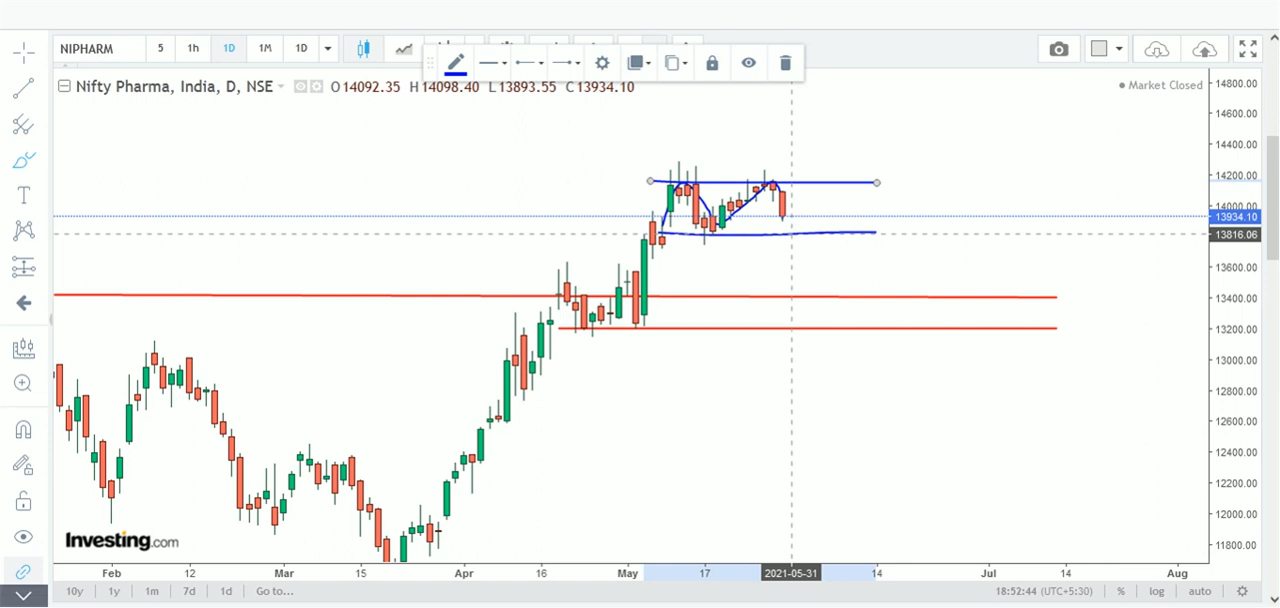 NIPHARM 5 1h 1D 1M 1D
Nifty Pharma, India, D, NSE O14092.35 H14098.40 L13893.55 C13934.10
Market Closed
14800.00
14600.00
14400.00
14200.00
14000.00
13934.10
13816.06
13600.00
13400.00
13200.00
13000.00
12800.00
12600.00
12400.00
12200.00
12000.00
11800.00
Investing.com
Feb 12 Mar 15 Apr 16 May 17 2021-05-31 14 Jul 14 Aug
10y 1y 1m 7d 1d Go to... 18:52:44 (UTC+5:30) % log auto